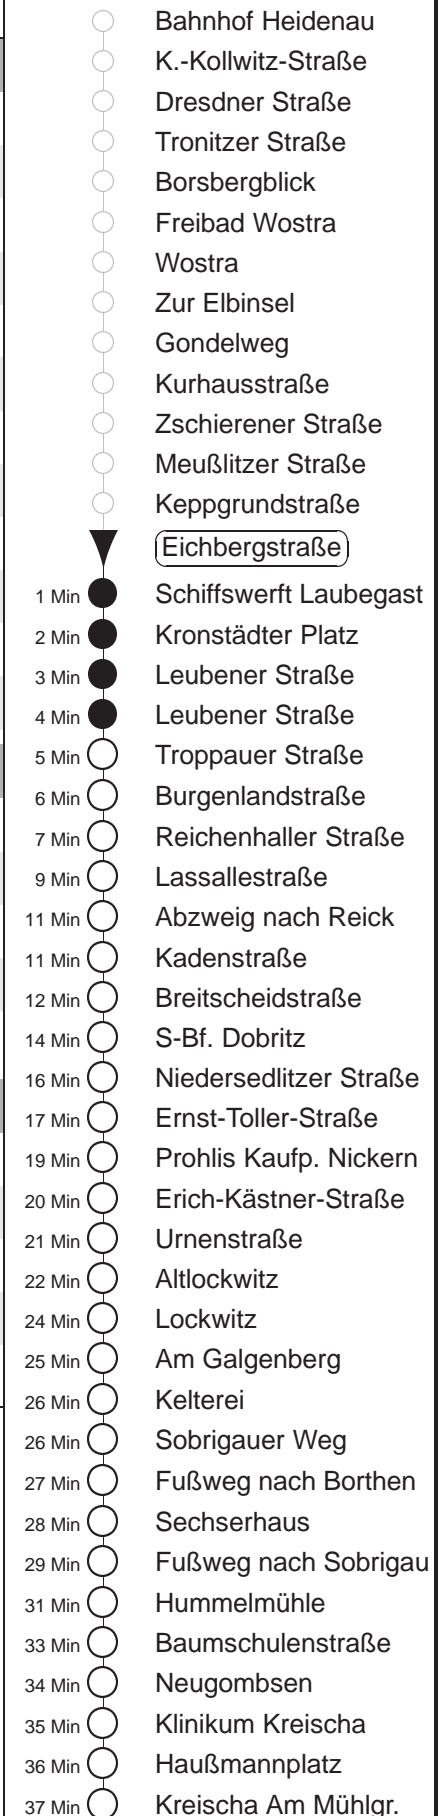 Bahnhof Heidenau
K.-Kollwitz-Straße
Dresdner Straße
Tronitzer Straße
Borsbergblick
Freibad Wostra
Wostra
Zur Elbinsel
Gondelweg
Kurhausstraße
Zschierener Straße
Meußlitzer Straße
Keppgrundstraße
Eichbergstraße
1 Min Schiffswerft Laubegast
2 Min Kronstädter Platz
3 Min Leubener Straße
4 Min Leubener Straße
5 Min Troppauer Straße
6 Min Burgenlandstraße
7 Min Reichenhaller Straße
9 Min Lassallestraße
11 Min Abzweig nach Reick
11 Min Kadenstraße
12 Min Breitscheidstraße
14 Min S-Bf. Dobritz
16 Min Niedersedlitzer Straße
17 Min Ernst-Toller-Straße
19 Min Prohlis Kaufp. Nickern
20 Min Erich-Kästner-Straße
21 Min Urnenstraße
22 Min Altlockwitz
24 Min Lockwitz
25 Min Am Galgenberg
26 Min Kelterei
26 Min Sobrigauer Weg
27 Min Fußweg nach Borthen
28 Min Sechserhaus
29 Min Fußweg nach Sobrigau
31 Min Hummelmühle
33 Min Baumschulenstraße
34 Min Neugombsen
35 Min Klinikum Kreischa
36 Min Haußmannplatz
37 Min Kreischa Am Mühlgr.